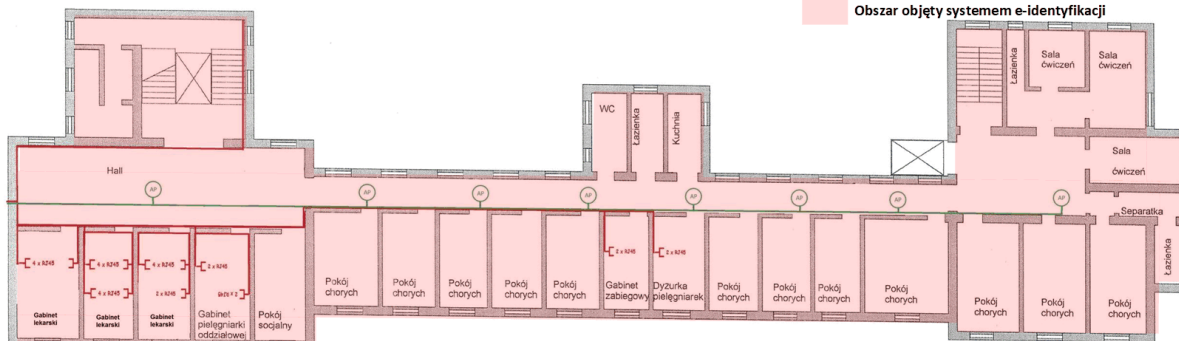 Obszar objęty systemem e-identyfikacji
Łazienka
Sala
ćwiczeń
Sala
ćwiczeń
WC
Łazienka
Kuchnia
Hall
Sala
ćwiczeń
AP
AP
AP
AP
AP
AP
AP
AP
Separatka
Łazienka
4 x RJ45
4 x RJ45
4 x RJ45
2 x RJ45
2 x RJ45
2 x RJ45
4 x RJ45
2 x RJ45
2 x RJ45
Gabinet
lekarski
Gabinet
lekarski
Gabinet
lekarski
Gabinet
pielęgniarki
oddziałowej
Pokój
socjalny
Pokój
chorych
Pokój
chorych
Pokój
chorych
Pokój
chorych
Pokój
chorych
Gabinet
zabiegowy
Dyżurka
pielęgniarek
Pokój
chorych
Pokój
chorych
Pokój
chorych
Pokój
chorych
Pokój
chorych
Pokój
chorych
Pokój
chorych